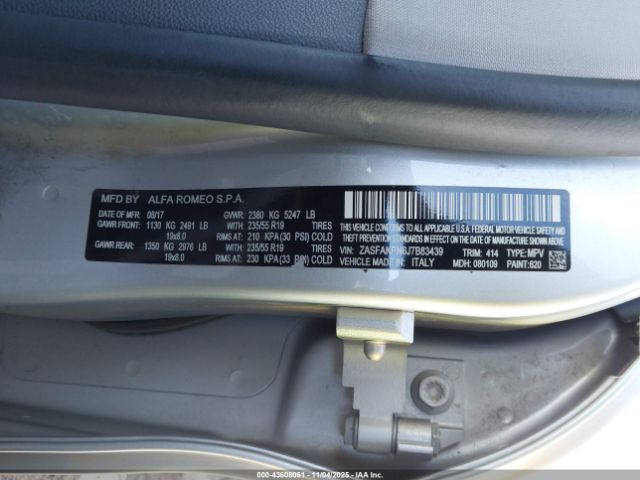 MFD BY ALFA ROMEO S.P.A.
DATE OF MFR 08/17 GVWR: 2380 KG 5247 LB
GAWR FRONT: 1130 KG 2491 LB WITH 235/55 R19 TIRES
19x8.0 RIMS AT: 210 KPA(30 PSI) COLD
GAWR REAR: 1350 KG 2976 LB WITH 235/55 R19 TIRES
19x8.0 RIMS AT: 230 KPA(33 PSI) COLD
THIS VEHICLE CONFORMS TO ALL APPLICABLE U.S.A. FEDERAL MOTOR
VEHICLE SAFETY, BUMPER, AND THEFT PREVENTION STANDARDS IN
EFFECT ON THE DATE OF MANUFACTURE SHOWN ABOVE.
VIN: TRIM: 414 TYPE: MPV
VEHICLE MADE IN: ITALY MDH: 080109 PAINT: 620
000-43608061 - 11/04/2025 - IAAI.COM